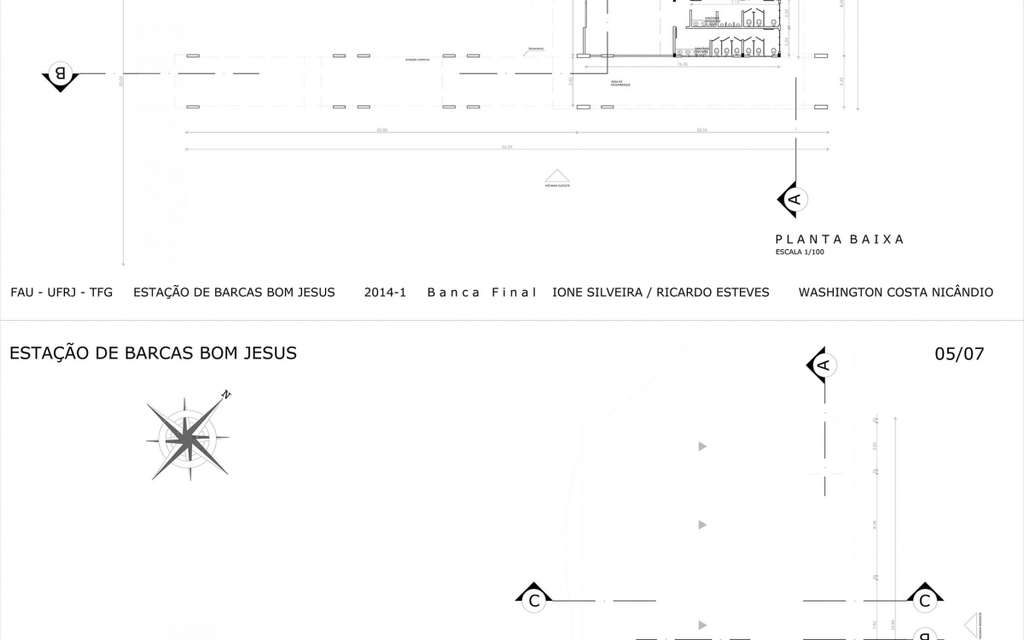 B
A
PLANTA BAIXA
ESCALA 1/100
FAU - UFRJ - TFG ESTAÇÃO DE BARCAS BOM JESUS 2014-1 Banca Final IONE SILVEIRA / RICARDO ESTEVES WASHINGTON COSTA NICÂNDIO
ESTAÇÃO DE BARCAS BOM JESUS
A
05/07
N
C
C
B